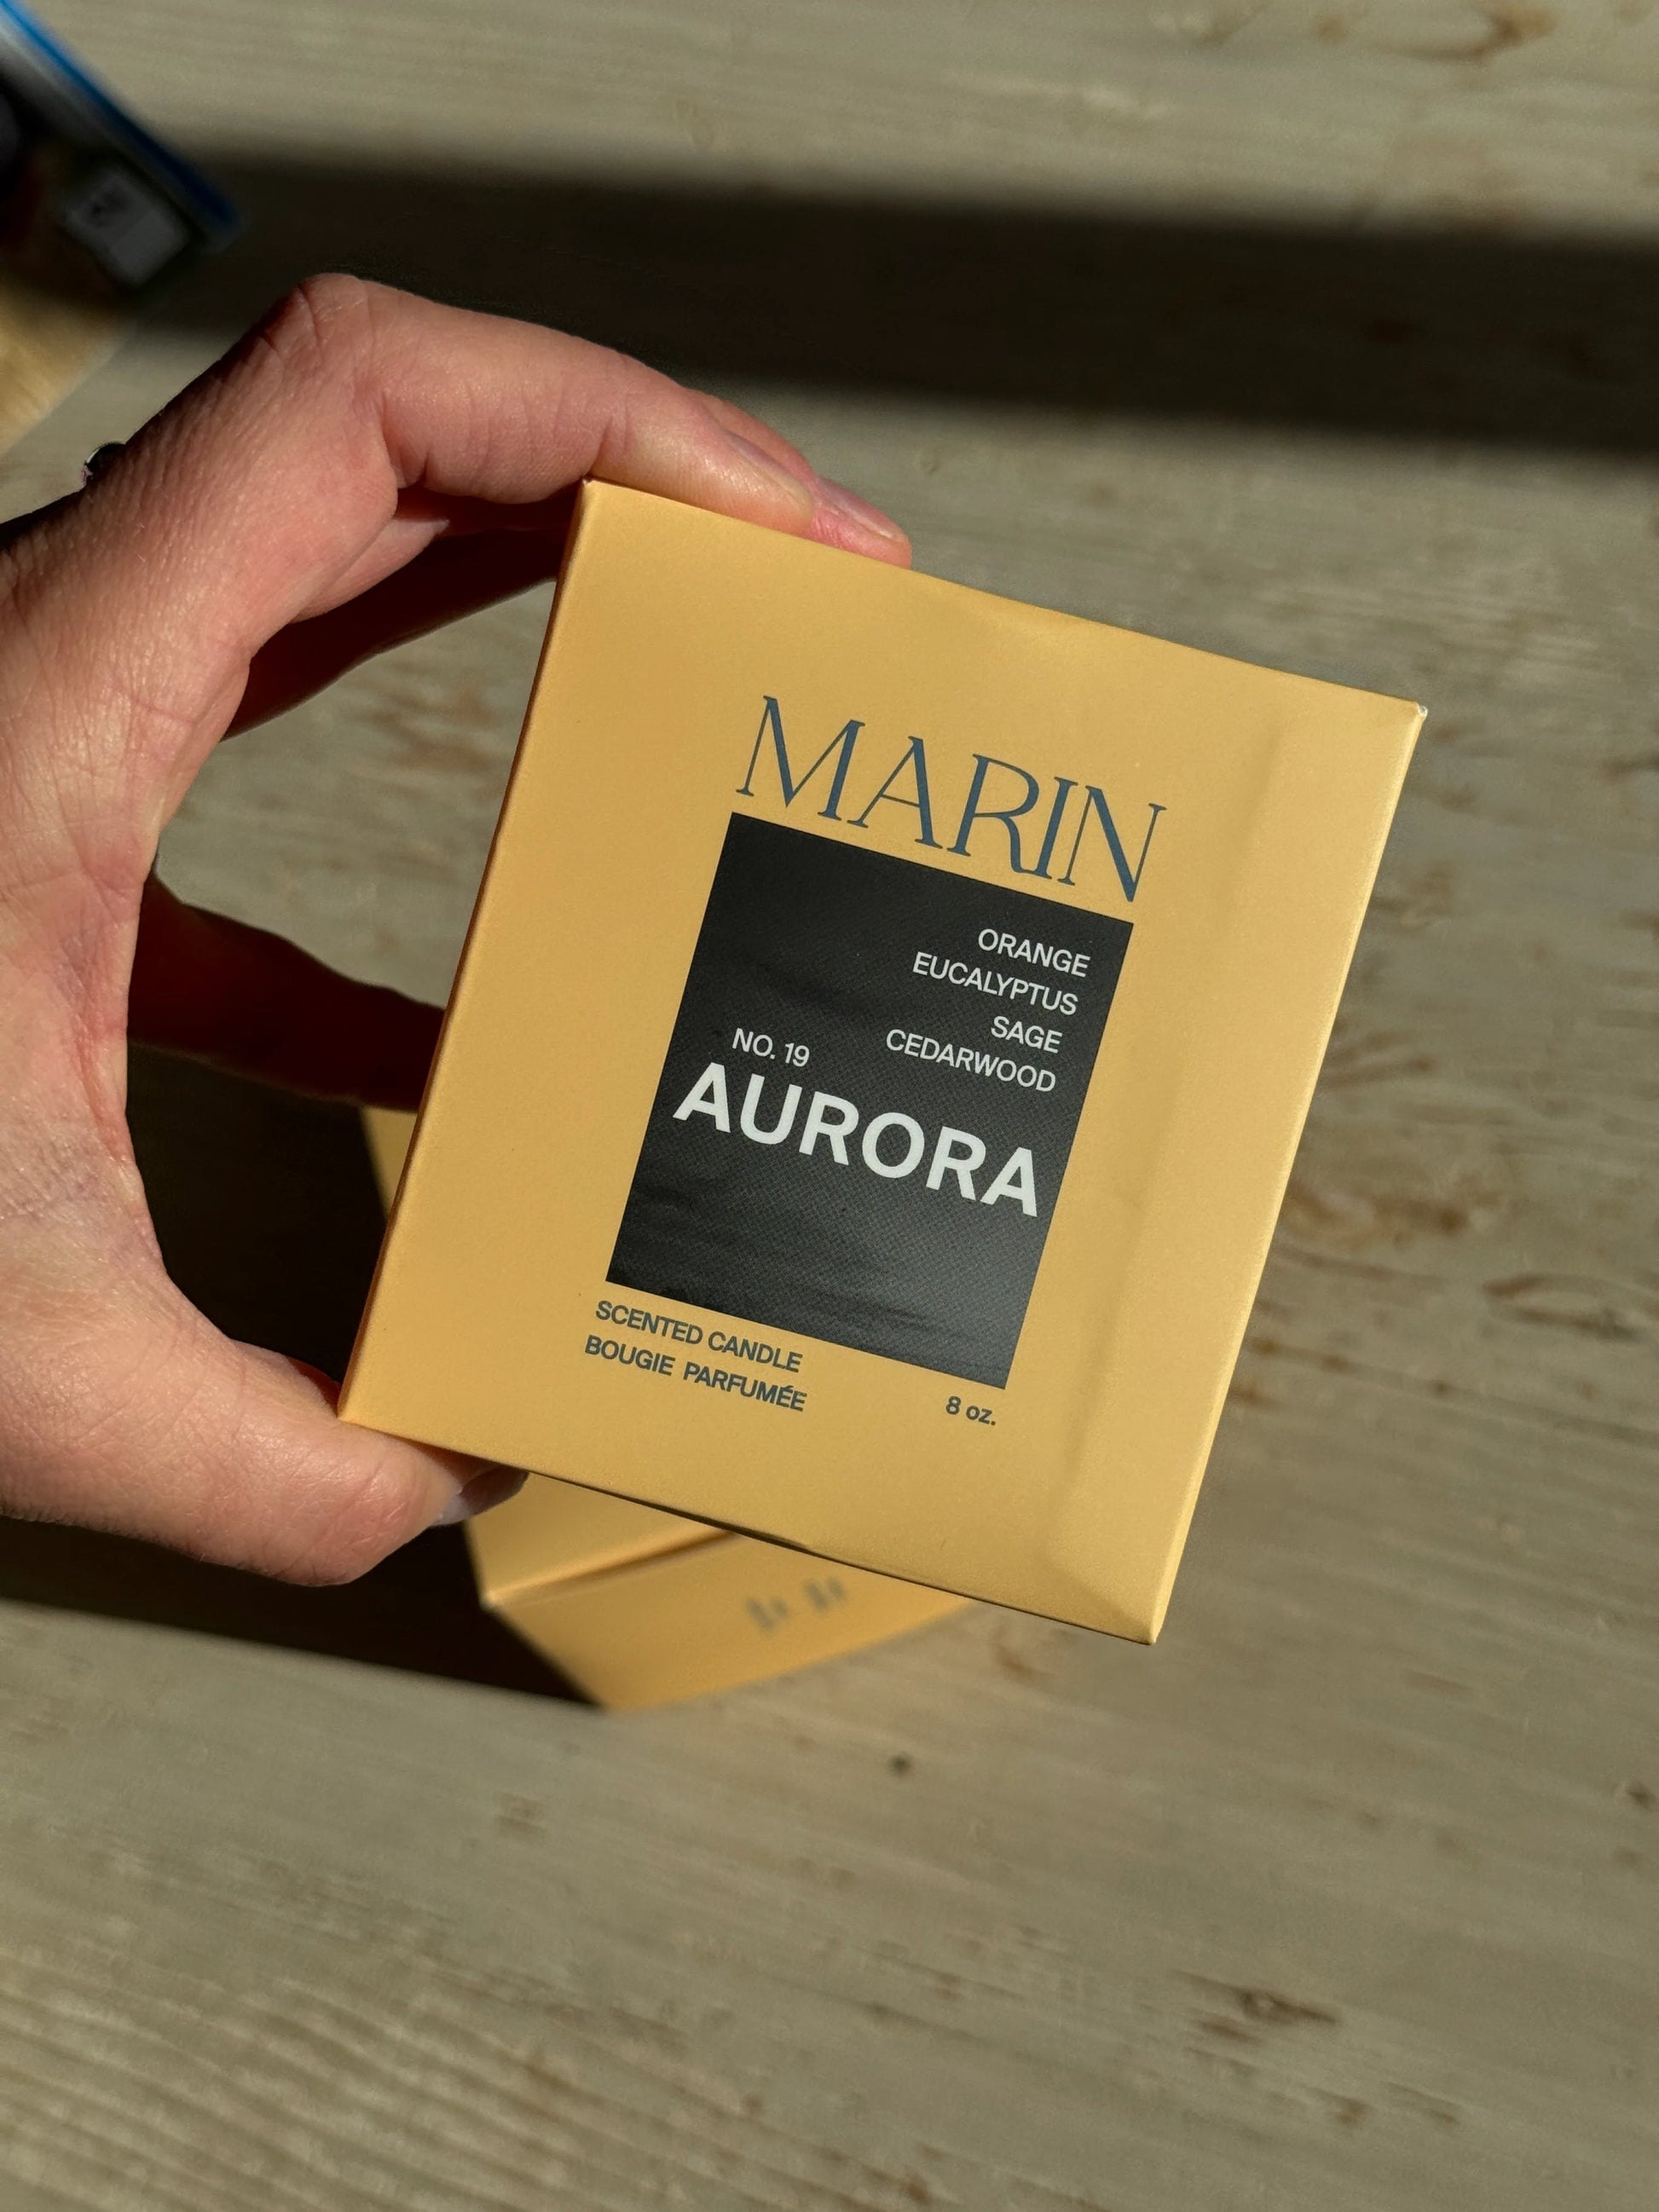 MARIN
ORANGE
EUCALYPTUS
SAGE
CEDARWOOD
NO. 19
AURORA
SCENTED CANDLE
BOUGIE PARFUMÉE
8 oz.